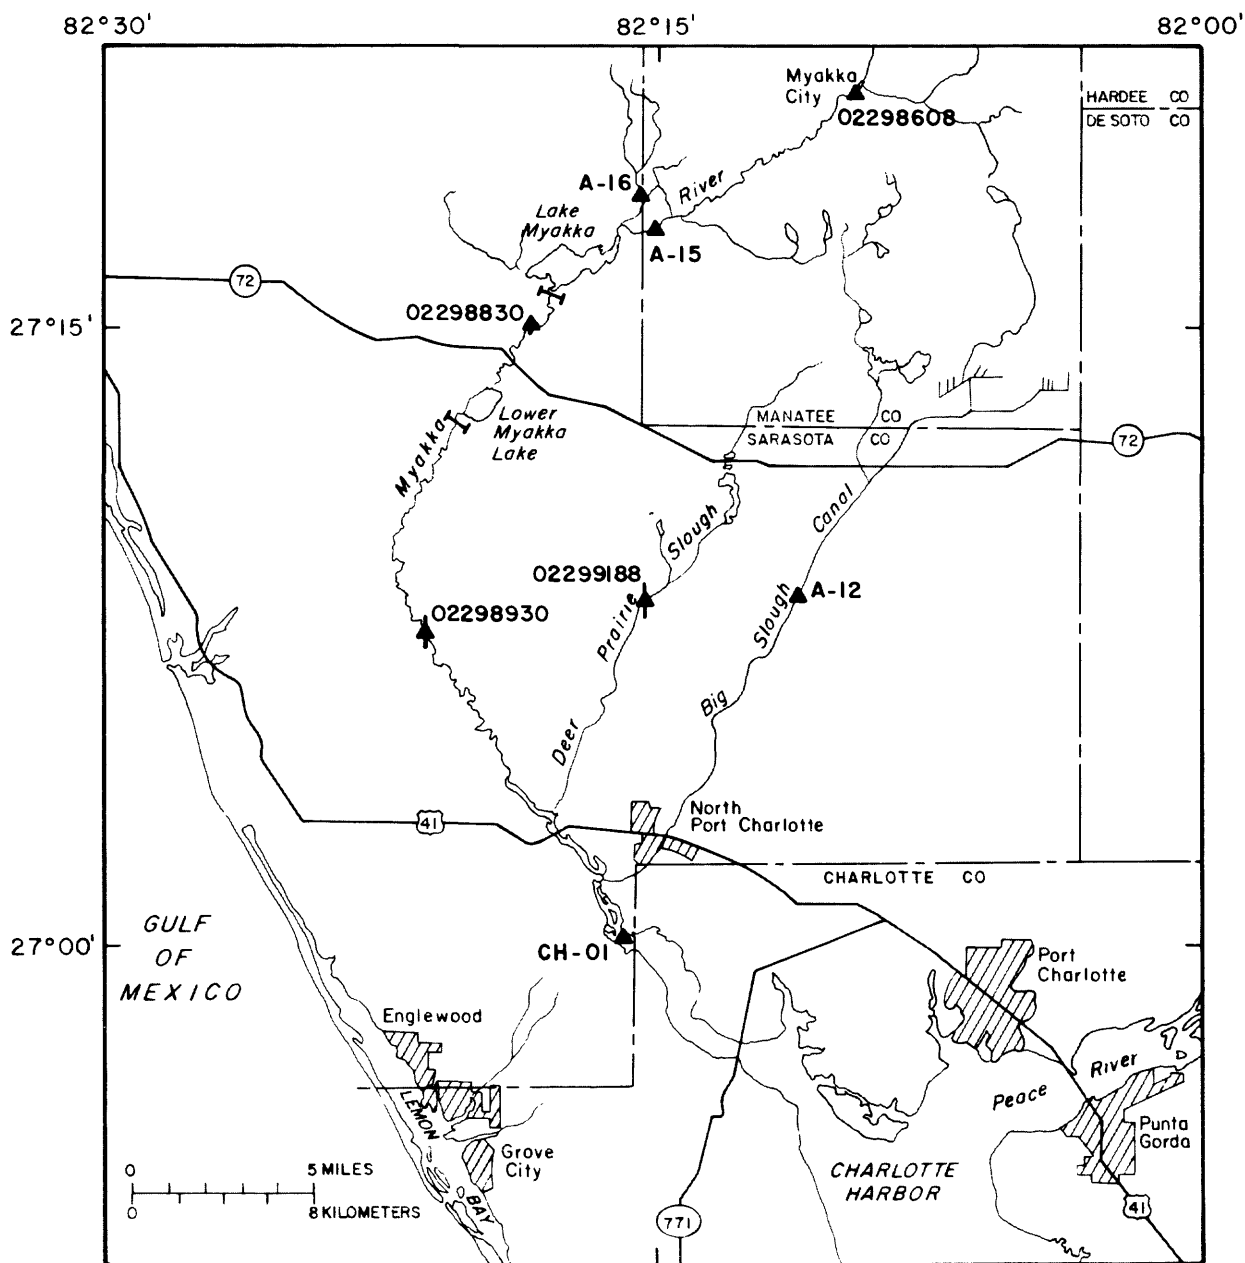 82°30'
82°15'
82°00'
Myakka
City
HARDEE CO
DE SOTO CO
02298608
A-16
River
Lake
Myakka
A-15
72
02298830
27°15'
Lower
Myakka
Lake
Myakka
MANATEE CO
SARASOTA CO
72
Canal
Slough
02299188
A-12
02298930
Prairie
Slough
Big
Deer
North
Port Charlotte
41
CHARLOTTE CO
GULF
OF
MEXICO
27°00'
CH-01
Port
Charlotte
Englewood
River
Peace
LEMON
BAY
Punta
Gorda
Grove
City
CHARLOTTE
HARBOR
0 5 MILES
0 8 KILOMETERS
771
41